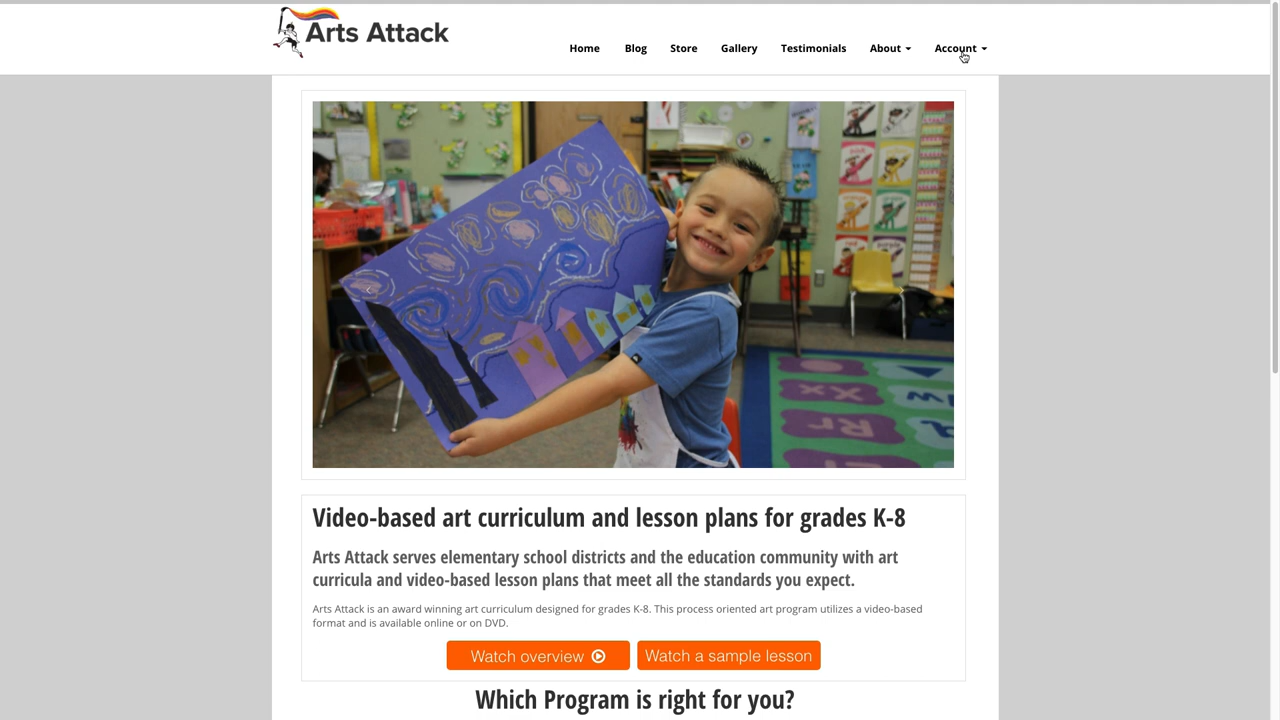 Arts Attack
Home Blog Store Gallery Testimonials About Account
Video-based art curriculum and lesson plans for grades K-8
Arts Attack serves elementary school districts and the education community with art
curricula and video-based lesson plans that meet all the standards you expect.
Arts Attack is an award winning art curriculum designed for grades K-8. This process oriented art program utilizes a video-based
format and is available online or on DVD.
Watch overview Watch a sample lesson
Which Program is right for you?